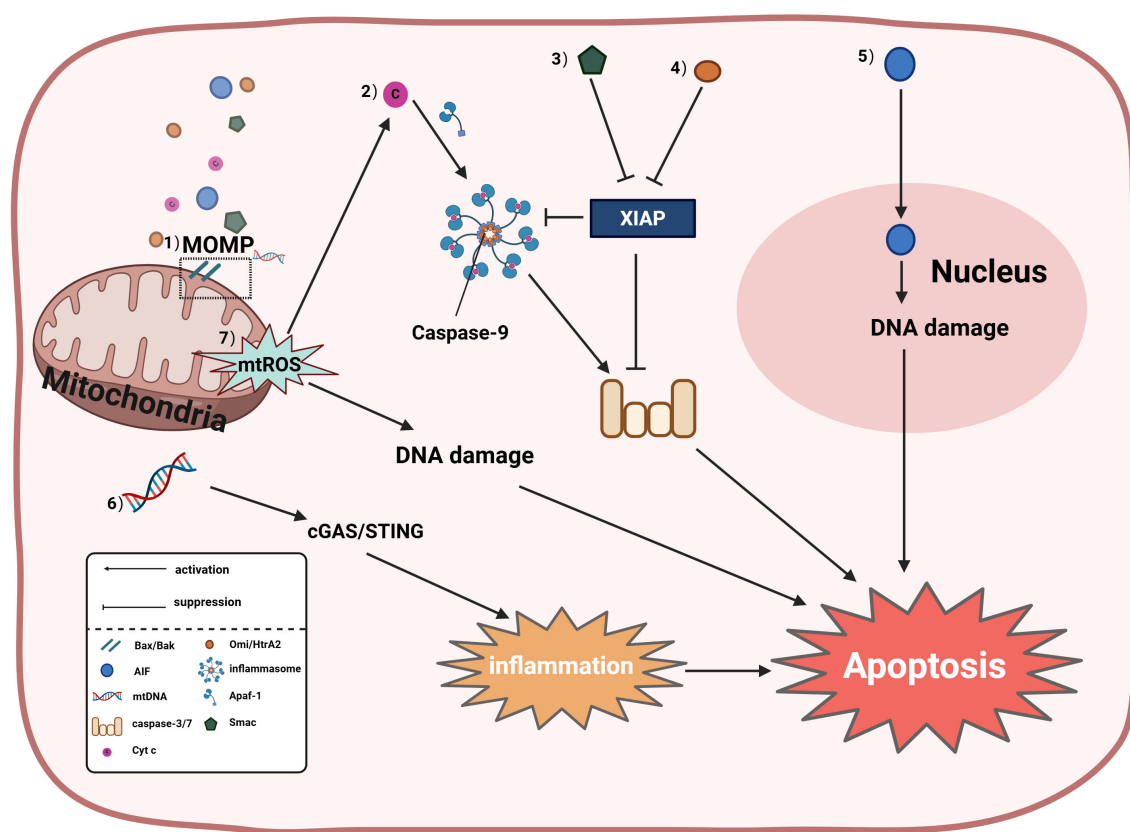 3)
4)
5)
2)
C
XIAP
1) MOMP
Nucleus
DNA damage
Caspase-9
7)
mtROS
Mitochondria
DNA damage
6)
cGAS/STING
activation
suppression
Bax/Bak
Omi/HtrA2
AIF
inflammasome
mtDNA
Apaf-1
caspase-3/7
Smac
Cyt c
inflammation
Apoptosis